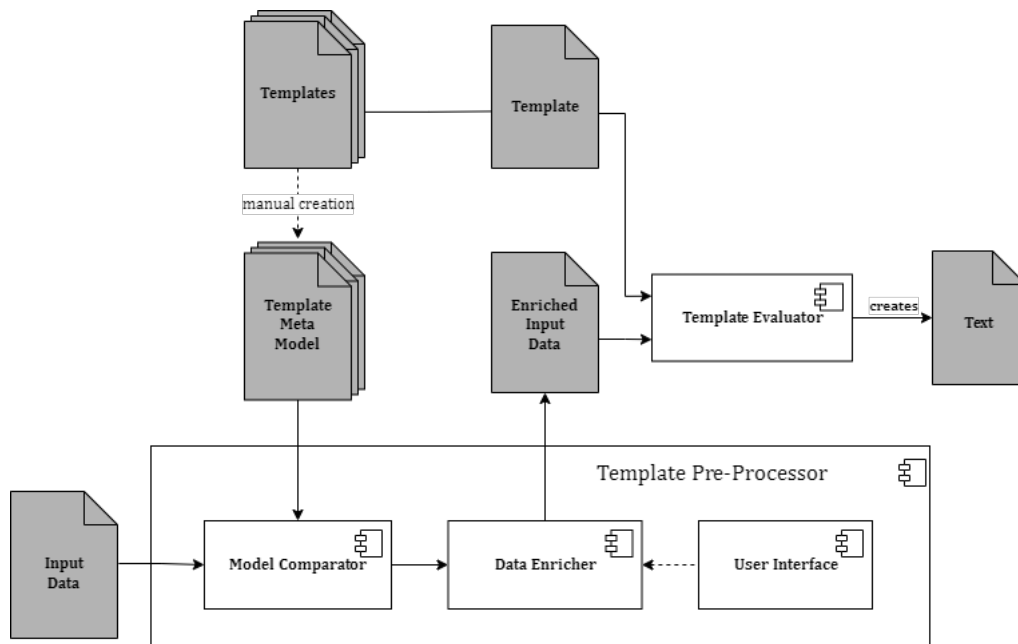 Templates
Template
manual creation
Template
Meta
Model
Enriched
Input
Data
Template Evaluator
creates
Text
Template Pre-Processor
Input
Data
Model Comparator
Data Enricher
User Interface